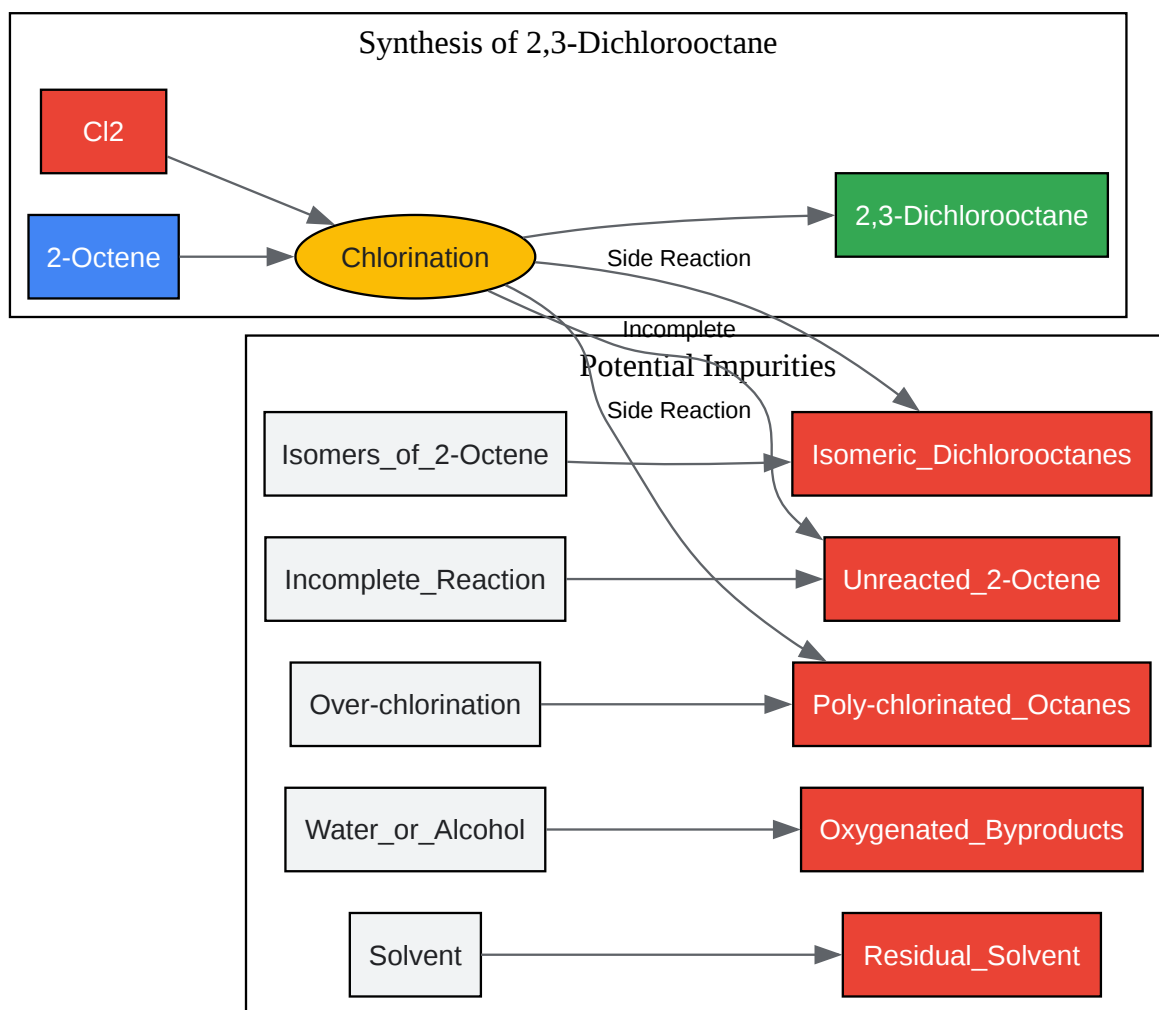 Synthesis of 2,3-Dichlorooctane
Cl2
2-Octene
Chlorination
2,3-Dichlorooctane
Side Reaction
Incomplete
Potential Impurities
Side Reaction
Isomers_of_2-Octene
Isomeric_Dichlorooctanes
Incomplete_Reaction
Unreacted_2-Octene
Over-chlorination
Poly-chlorinated_Octanes
Water_or_Alcohol
Oxygenated_Byproducts
Solvent
Residual_Solvent